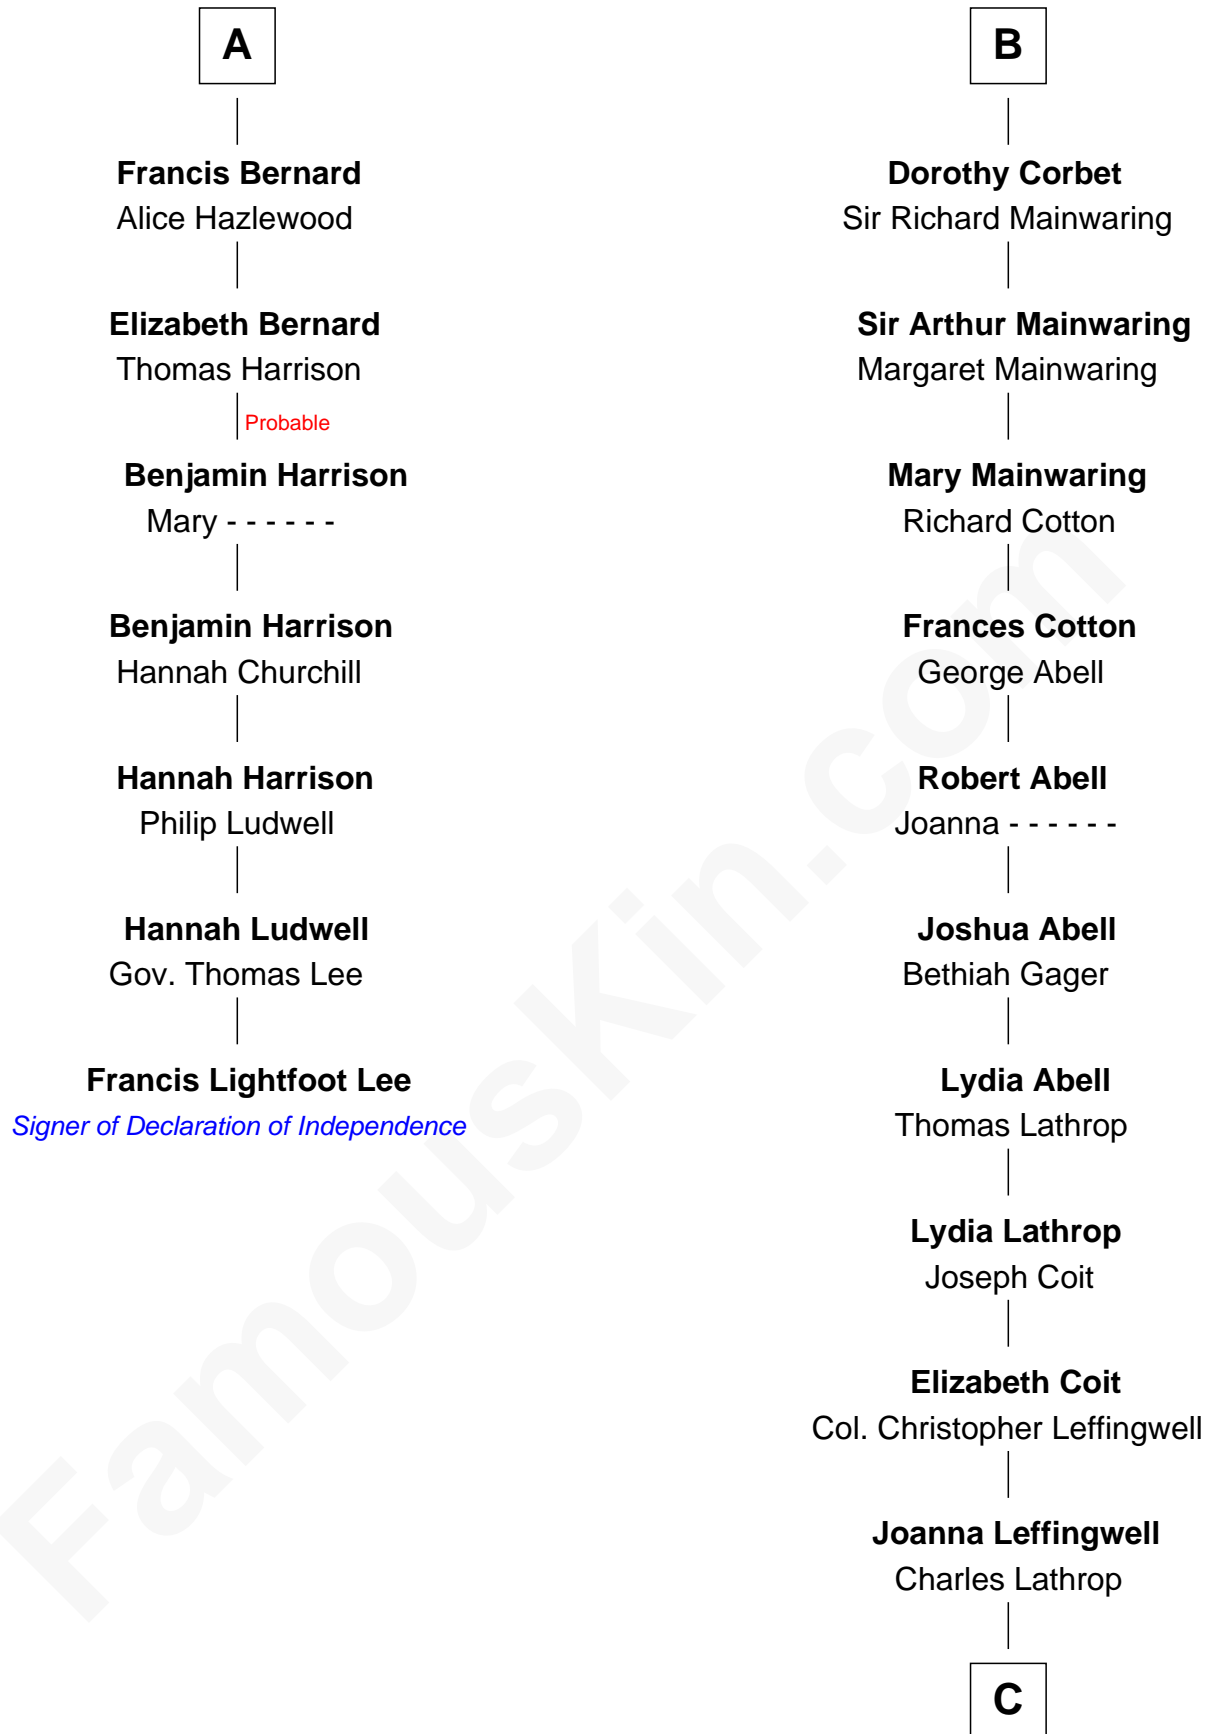 A
Francis Bernard
Alice Hazlewood
Elizabeth Bernard
Thomas Harrison
Probable
Benjamin Harrison
Mary - - - - - -
Benjamin Harrison
Hannah Churchill
Hannah Harrison
Philip Ludwell
Hannah Ludwell
Gov. Thomas Lee
Francis Lightfoot Lee
Signer of Declaration of Independence
B
Dorothy Corbet
Sir Richard Mainwaring
Sir Arthur Mainwaring
Margaret Mainwaring
Mary Mainwaring
Richard Cotton
Frances Cotton
George Abell
Robert Abell
Joanna - - - - - -
Joshua Abell
Bethiah Gager
Lydia Abell
Thomas Lathrop
Lydia Lathrop
Joseph Coit
Elizabeth Coit
Col. Christopher Leffingwell
Joanna Leffingwell
Charles Lathrop
C
FamousKin.com